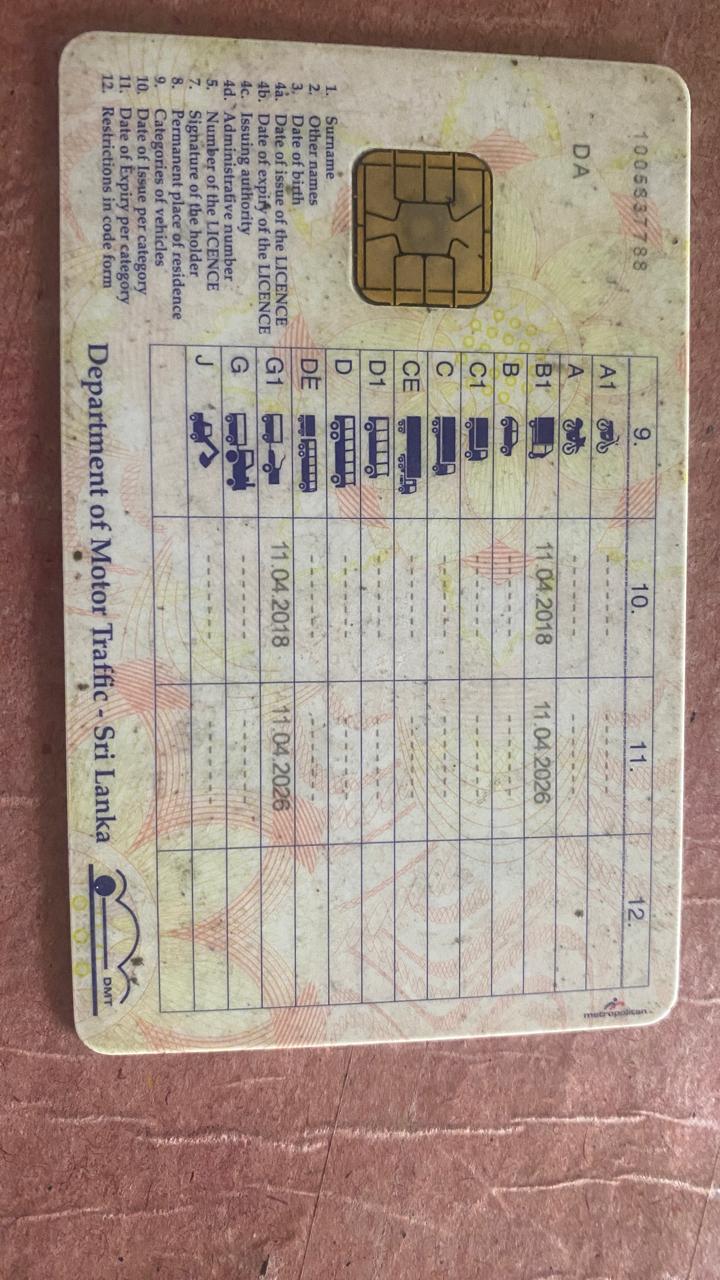 1005837788
DA
1. Surname
2. Other names
3. Date of birth
4a. Date of issue of the LICENCE
4b. Date of expiry of the LICENCE
4c. Issuing authority
4d. Administrative number
5. Number of the LICENCE
7. Signature of the holder
8. Permanent place of residence
9. Categories of vehicles
10. Date of Issue per category
11. Date of Expiry per category
12. Restrictions in code form
9. 10. 11. 12.
A1 ------- -------
A ------- -------
B1 11.04.2018 11.04.2026
B ------- -------
C1 ------- -------
C ------- -------
CE ------- -------
D1 ------- -------
D ------- -------
DE ------- -------
G1 11.04.2018 11.04.2026
G ------- -------
J ------- -------
metropolitan
Department of Motor Traffic - Sri Lanka
DMT